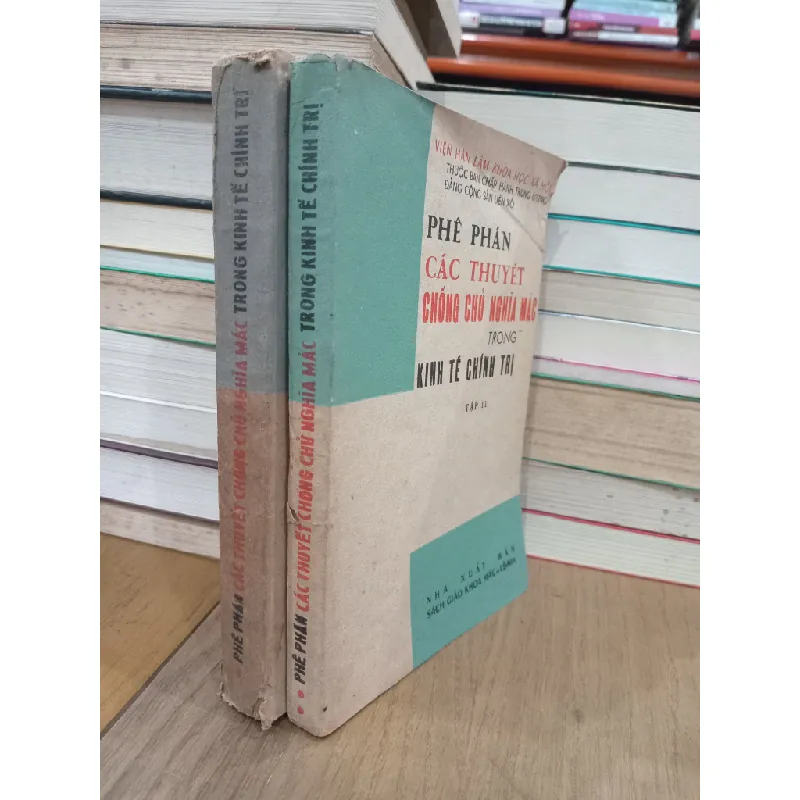 PHÊ PHÁN CÁC THUYẾT CHỐNG CHỦ NGHĨA MÁC TRONG KINH TẾ CHÍNH TRỊ
PHÊ PHÁN CÁC THUYẾT CHỐNG CHỦ NGHĨA MÁC TRONG KINH TẾ CHÍNH TRỊ
VIỆN HÀN LÂM KHOA HỌC XÃ HỘI
THUỘC BAN CHẤP HÀNH TRUNG ƯƠNG
ĐẢNG CỘNG SẢN LIÊN XÔ
PHÊ PHÁN
CÁC THUYẾT
CHỐNG CHỦ NGHĨA MÁC
TRONG
KINH TẾ CHÍNH TRỊ
TẬP II
NHÀ XUẤT BẢN
SÁCH GIÁO KHOA MÁC-LÊNIN